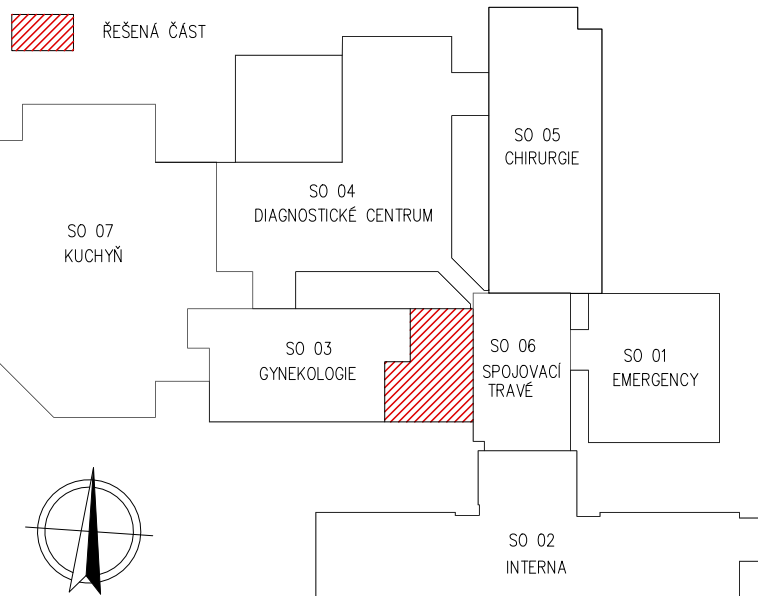 ŘEŠENÁ ČÁST
SO 05
CHIRURGIE
SO 04
DIAGNOSTICKÉ CENTRUM
SO 07
KUCHYŇ
SO 03
GYNEKOLOGIE
SO 06
SPOJOVACÍ
TRAVÉ
SO 01
EMERGENCY
SO 02
INTERNA